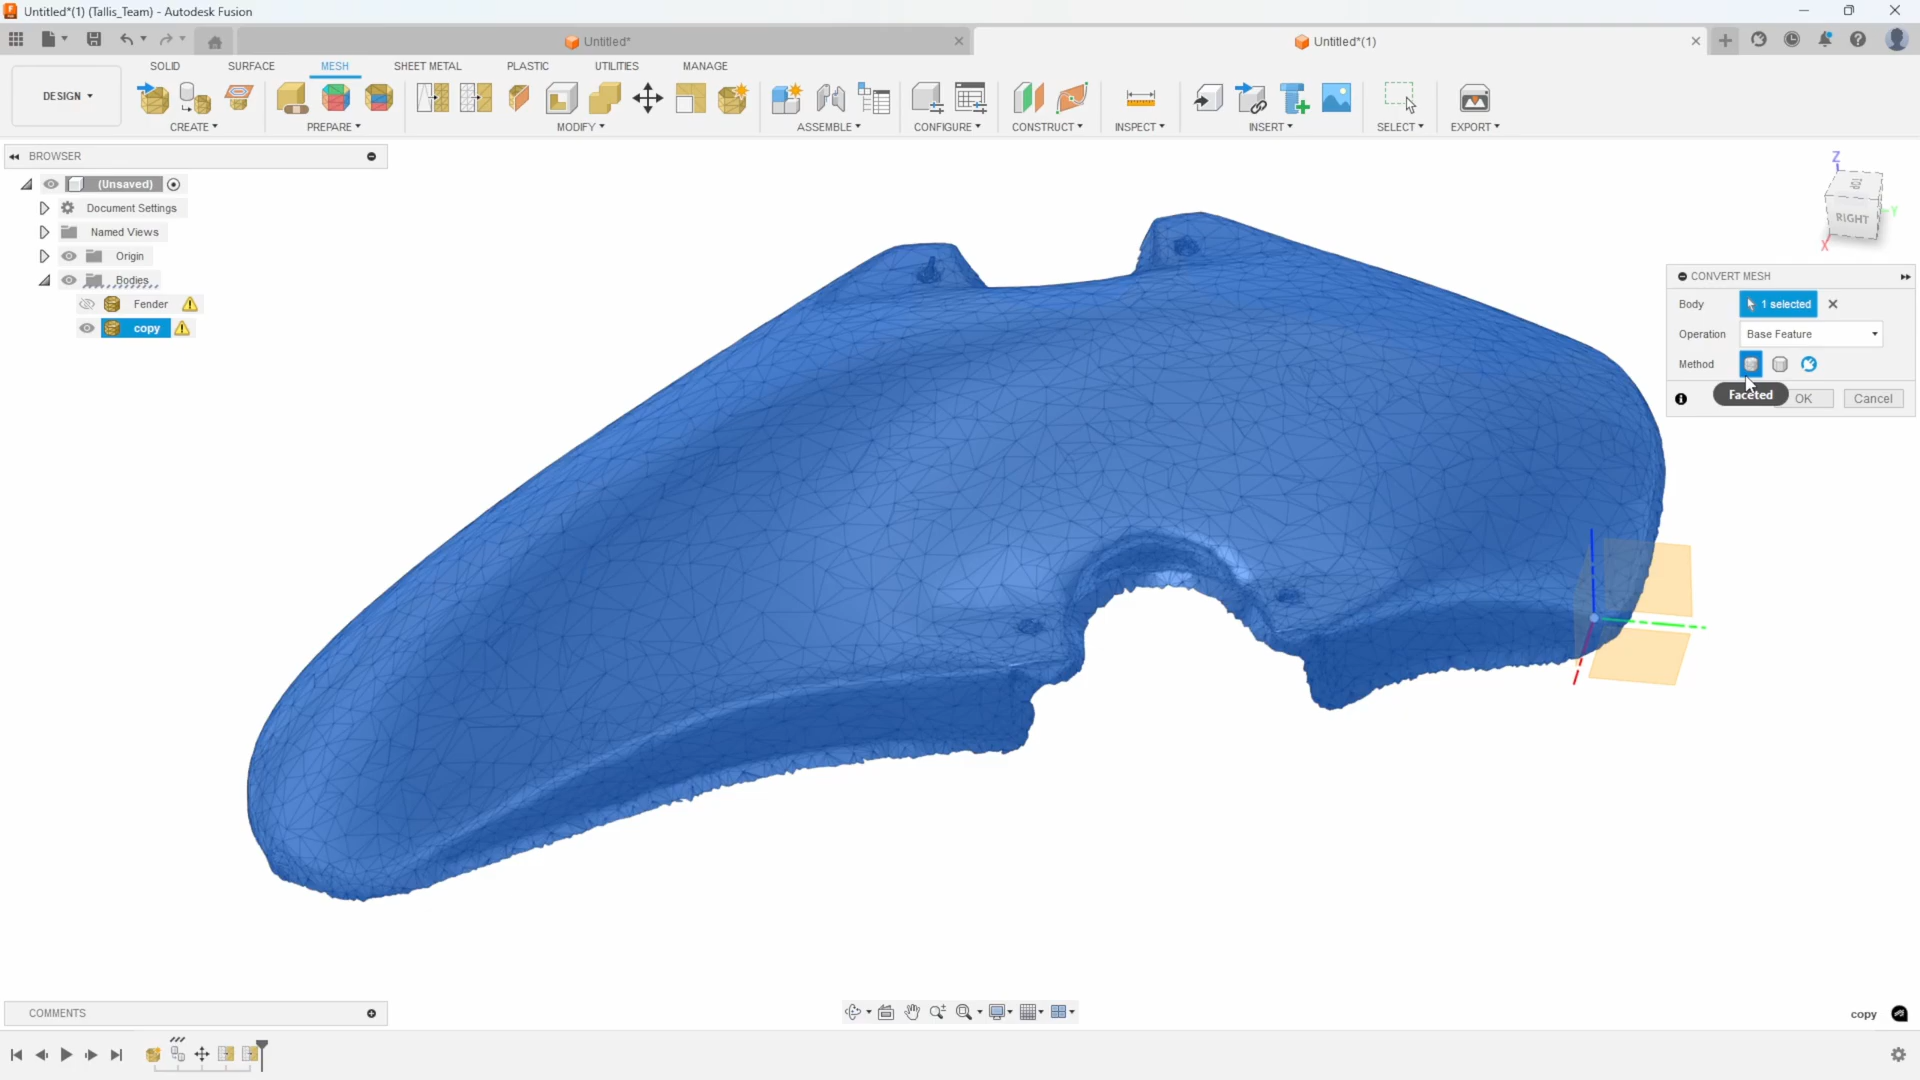 Untitled*(1) (Tallis_Team) - Autodesk Fusion
Untitled*
Untitled*(1)
SOLID SURFACE MESH SHEET METAL PLASTIC UTILITIES MANAGE
DESIGN
CREATE PREPARE MODIFY ASSEMBLE CONFIGURE CONSTRUCT INSPECT INSERT SELECT EXPORT
BROWSER
(Unsaved)
Document Settings
Named Views
Origin
Bodies
Fender
copy
Z
TOP
RIGHT
Y
X
CONVERT MESH
Body 1 selected
Operation Base Feature
Method
Faceted
OK Cancel
COMMENTS
copy